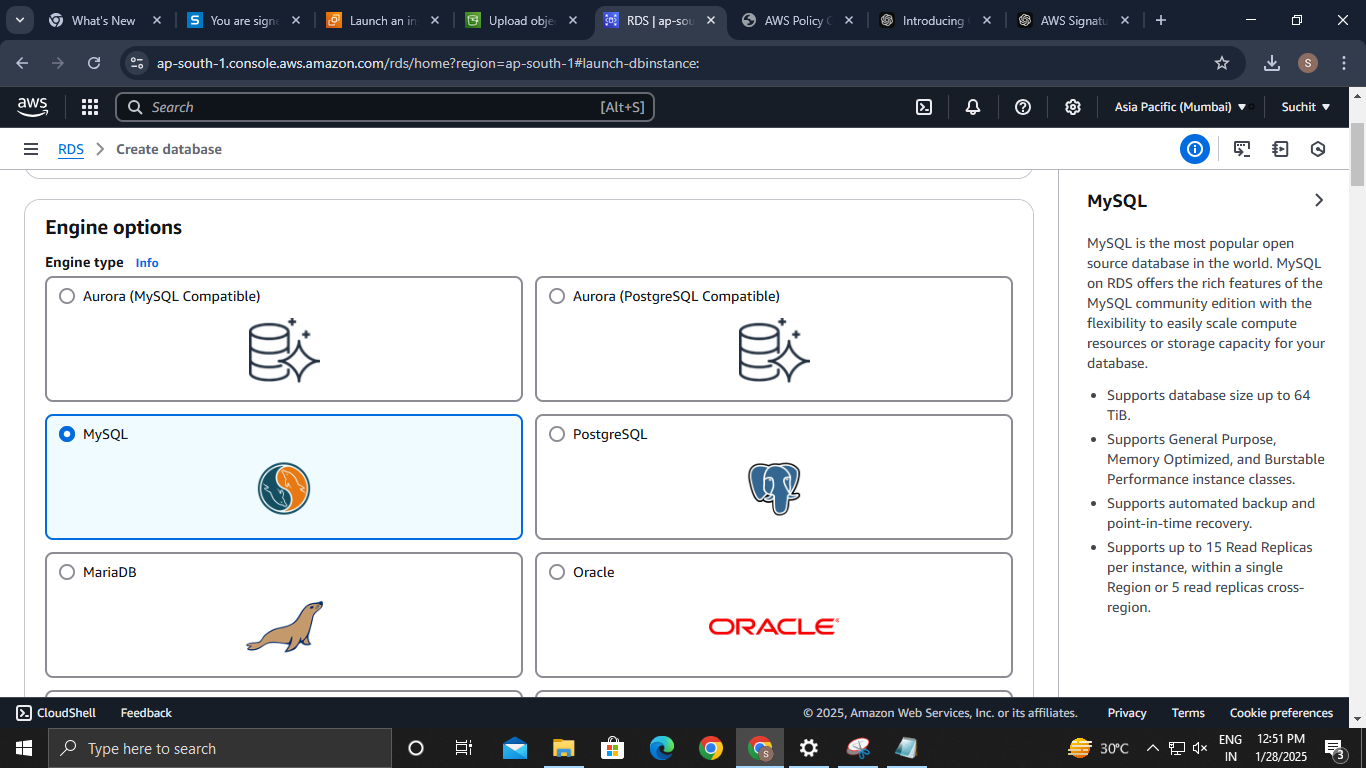 What's New
You are signe
Launch an in
Upload obje
RDS | ap-sou
AWS Policy G
Introducing
AWS Signatu
ap-south-1.console.aws.amazon.com/rds/home?region=ap-south-1#launch-dbinstance:
S
aws
Search
[Alt+S]
Asia Pacific (Mumbai)
Suchit
RDS
Create database
Engine options
Engine type Info
Aurora (MySQL Compatible)
Aurora (PostgreSQL Compatible)
MySQL
PostgreSQL
MariaDB
Oracle
ORACLE
MySQL
MySQL is the most popular open
source database in the world. MySQL
on RDS offers the rich features of the
MySQL community edition with the
flexibility to easily scale compute
resources or storage capacity for your
database.
• Supports database size up to 64
TiB.
• Supports General Purpose,
Memory Optimized, and Burstable
Performance instance classes.
• Supports automated backup and
point-in-time recovery.
• Supports up to 15 Read Replicas
per instance, within a single
Region or 5 read replicas cross-
region.
CloudShell
Feedback
© 2025, Amazon Web Services, Inc. or its affiliates.
Privacy
Terms
Cookie preferences
Type here to search
30°C
ENG
IN
12:51 PM
1/28/2025
3